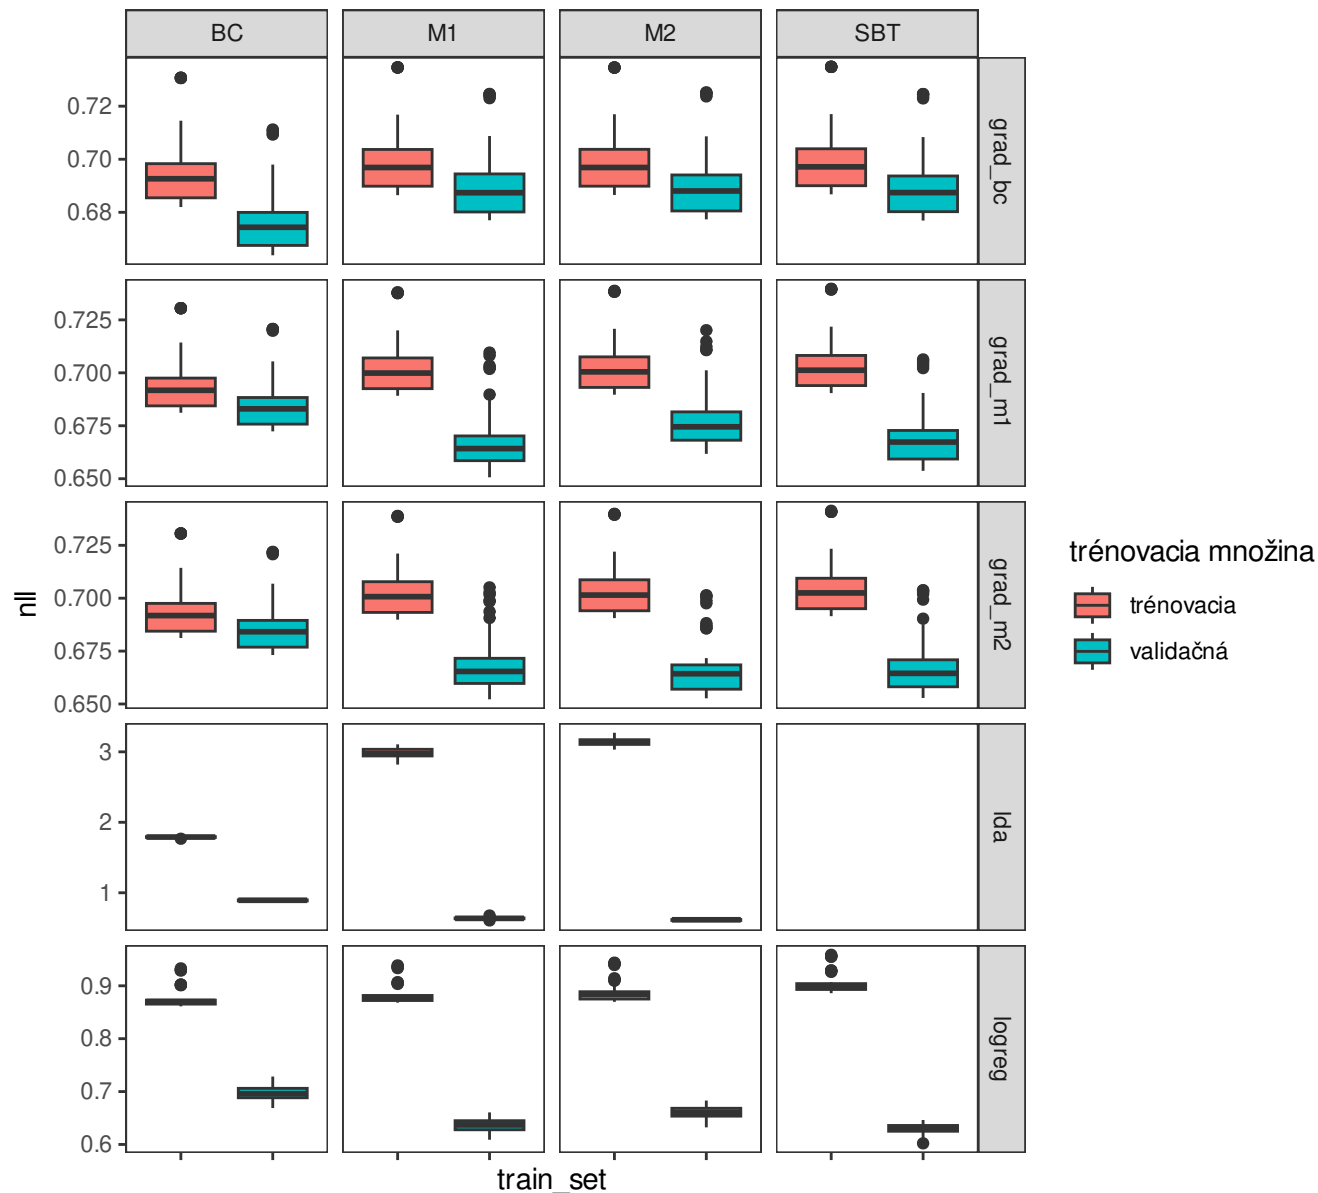 BC M1 M2 SBT
0.72
0.70
0.68
grad_bc
0.725
0.700
0.675
0.650
grad_m1
0.725
0.700
0.675
0.650
grad_m2
3
2
1
lda
0.9
0.8
0.7
0.6
logreg
nll
train_set
trénovacia množina
trénovacia
validačná